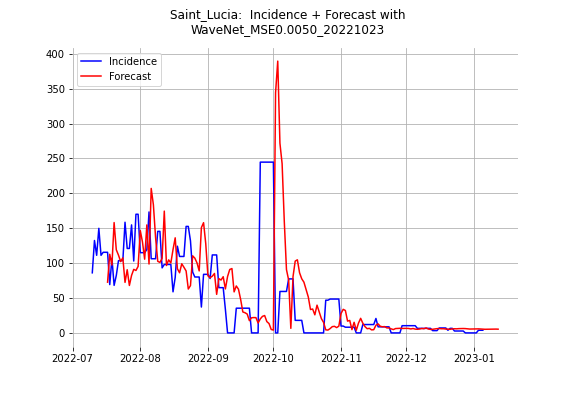 Saint_Lucia:  Incidence + Forecast with
WaveNet_MSE0.0050_20221023
Incidence
Forecast
400
350
300
250
200
150
100
50
0
2022-07 2022-08 2022-09 2022-10 2022-11 2022-12 2023-01